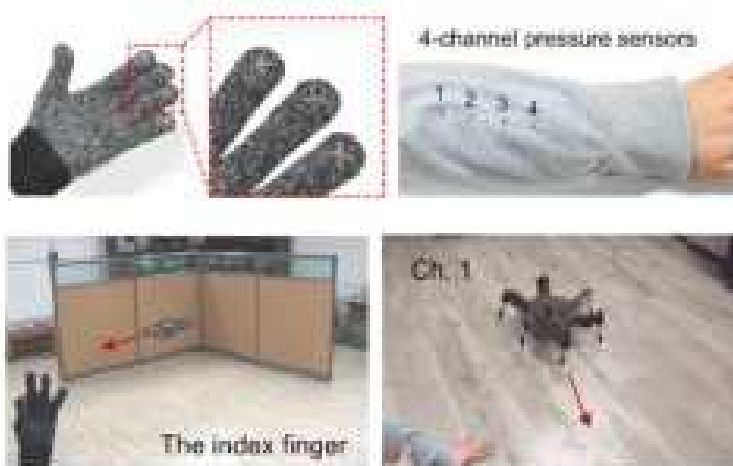 4-channel pressure sensors
1 2 3 4
The index finger
Ch. 1